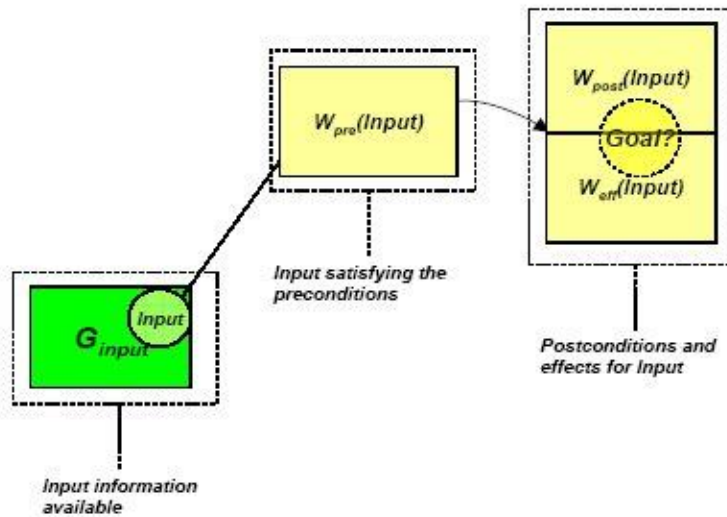 W_post(Input)
W_pre(Input)
Goal?
W_eff(Input)
Input satisfying the
preconditions
Input
G_input
Postconditions and
effects for Input
Input information
available